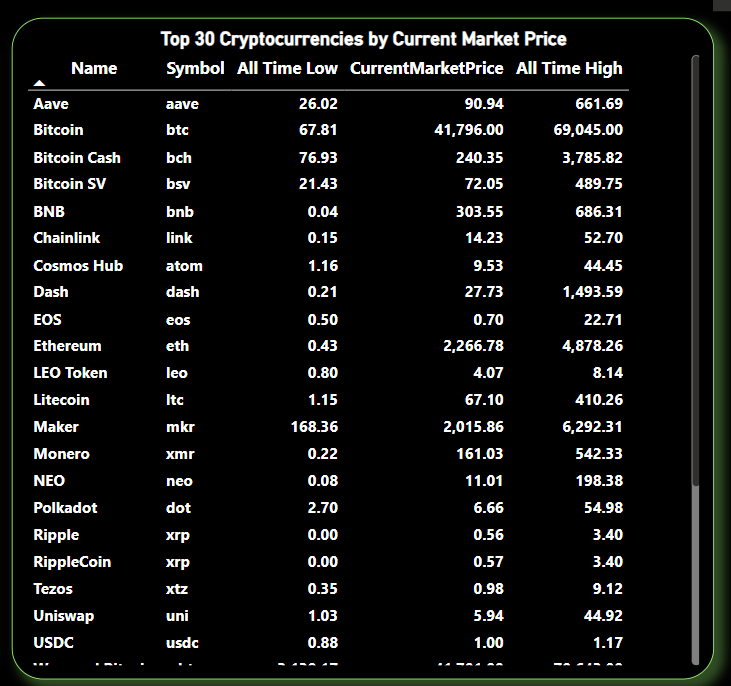 Top 30 Cryptocurrencies by Current Market Price
Name Symbol All Time Low CurrentMarketPrice All Time High
Aave aave 26.02 90.94 661.69
Bitcoin btc 67.81 41,796.00 69,045.00
Bitcoin Cash bch 76.93 240.35 3,785.82
Bitcoin SV bsv 21.43 72.05 489.75
BNB bnb 0.04 303.55 686.31
Chainlink link 0.15 14.23 52.70
Cosmos Hub atom 1.16 9.53 44.45
Dash dash 0.21 27.73 1,493.59
EOS eos 0.50 0.70 22.71
Ethereum eth 0.43 2,266.78 4,878.26
LEO Token leo 0.80 4.07 8.14
Litecoin ltc 1.15 67.10 410.26
Maker mkr 168.36 2,015.86 6,292.31
Monero xmr 0.22 161.03 542.33
NEO neo 0.08 11.01 198.38
Polkadot dot 2.70 6.66 54.98
Ripple xrp 0.00 0.56 3.40
RippleCoin xrp 0.00 0.57 3.40
Tezos xtz 0.35 0.98 9.12
Uniswap uni 1.03 5.94 44.92
USDC usdc 0.88 1.00 1.17